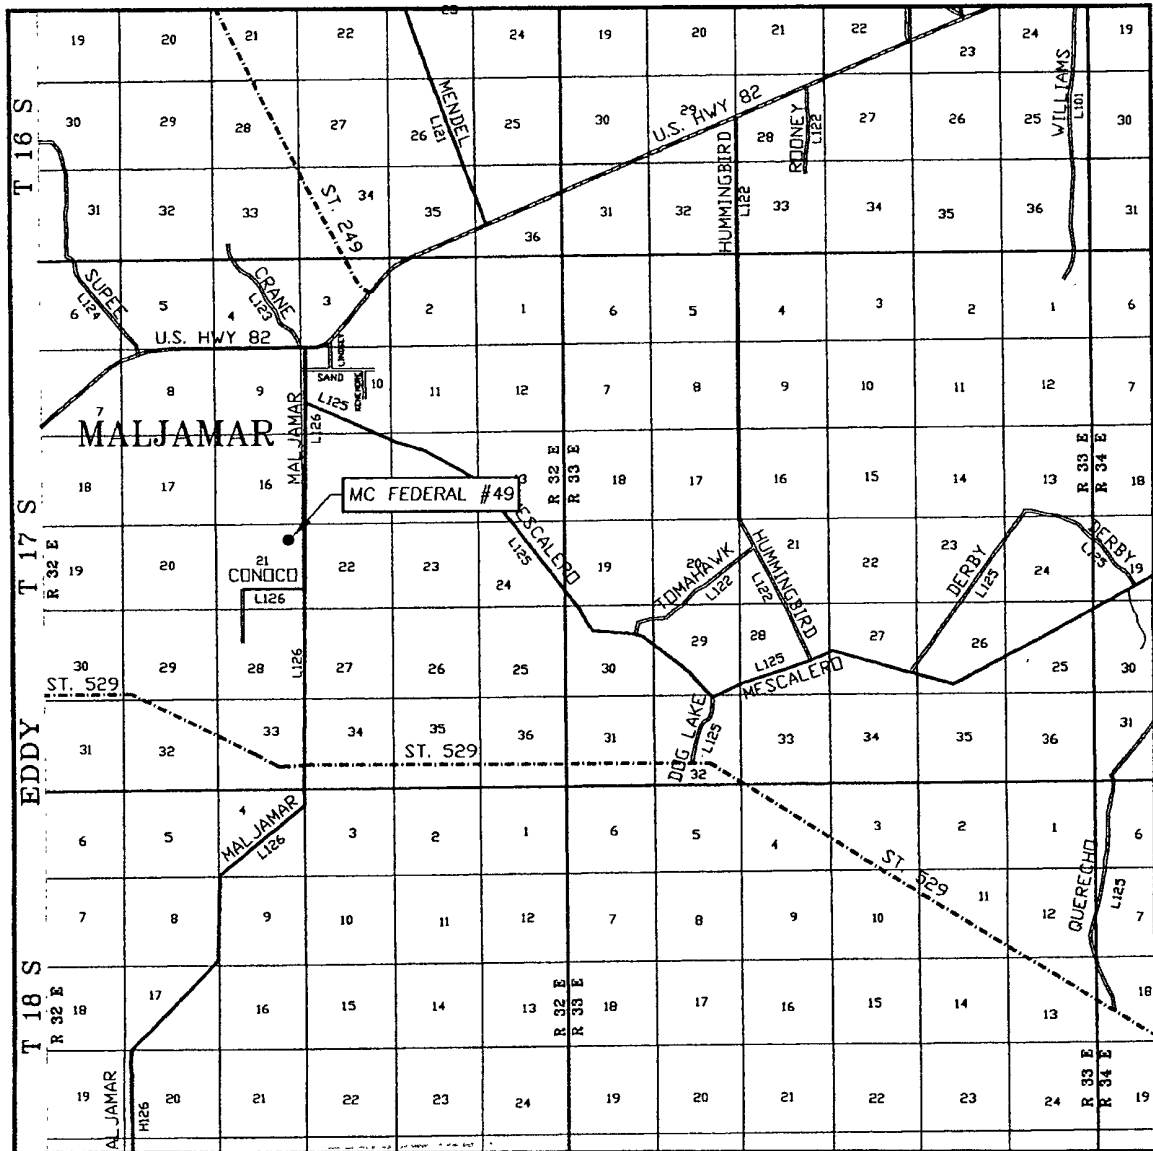 23
19 20 21 22 24 19 20 21 22 23 24 19
T 16 S
MENDEL
L121
U.S. HWY 82
ROONEY
L122
WILLIAMS
L101
30 29 28 27 26 25 30 29 28 27 26 25 30
HUMMINGBIRD
L122
ST. 249
31 32 33 34 35 36 31 32 33 34 35 36 31
SUPEE
L124
CRANE
L123
6 5 4 3 2 1 6 5 4 3 2 1 6
U.S. HWY 82
LINDSEY
SAND
7 8 9 10 11 12 7 8 9 10 11 12 7
L125
MALJAMAR
MALJAMAR
L126
R 32 E
R 33 E
R 33 E
R 34 E
18 17 16 13 18 17 16 15 14 13 18
MC FEDERAL #49
T 17 S
R 32 E
MESCALERO
L125
TOMAHAWK
L122
HUMMINGBIRD
L122
DERBY
L125
DERBY
L125
19 20 21 22 23 24 19 20 21 22 23 24 19
CONOCO
L126
30 29 28 27 26 25 30 29 28 27 26 25 30
L126
L125
MESCALERO
ST. 529
DOG LAKE
L125
EDDY
31 32 33 34 35 36 31 32 33 34 35 36 31
ST. 529
MALJAMAR
L126
6 5 4 3 2 1 6 5 4 3 2 1 6
ST. 529
QUERECHO
L125
7 8 9 10 11 12 7 8 9 10 11 12 7
T 18 S
R 32 E
R 32 E
R 33 E
18 17 16 15 14 13 18 17 16 15 14 13 18
R 33 E
R 34 E
19 20 21 22 23 24 19 20 21 22 23 24 19
ALJAMAR
H126